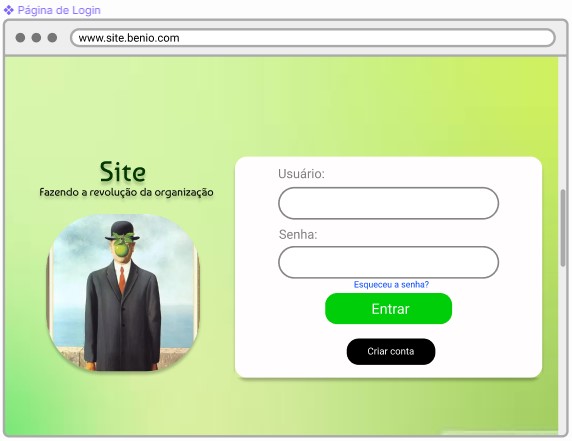 Página de Login
www.site.benio.com
Site
Fazendo a revolução da organização
Usuário:
Senha:
Esqueceu a senha?
Entrar
Criar conta